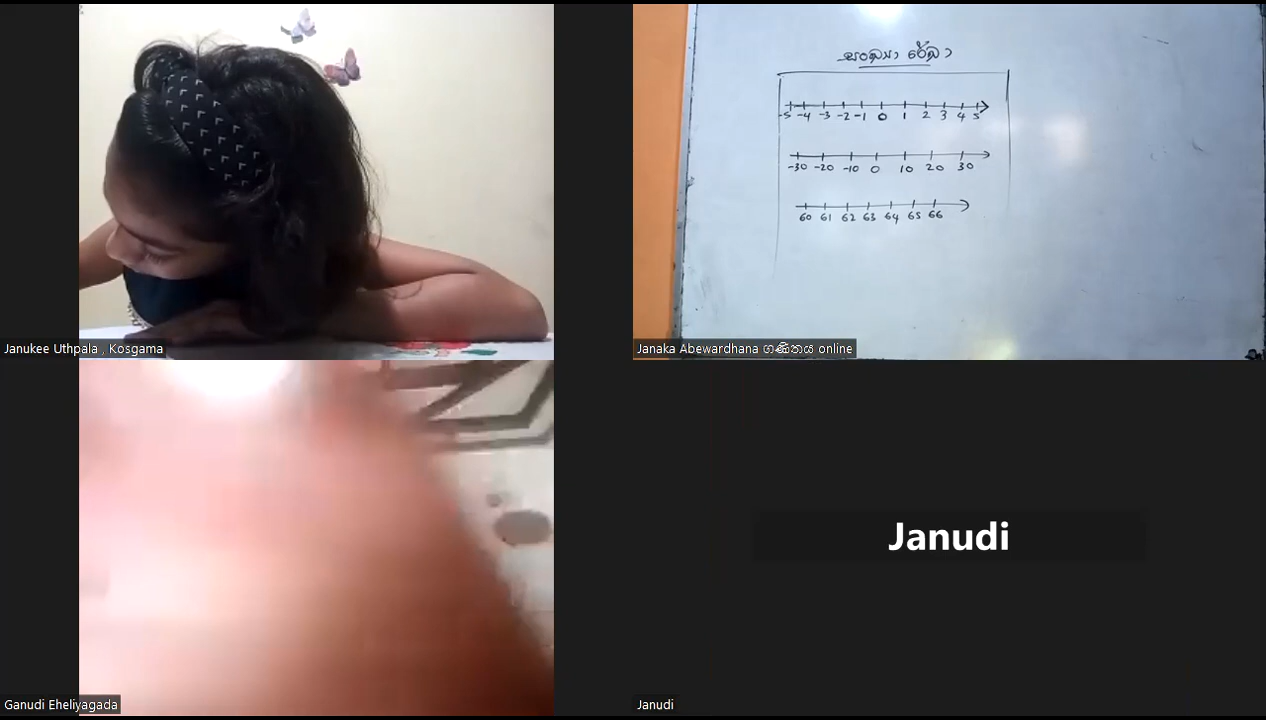 සංඛ්‍යා රේඛා
-5 -4 -3 -2 -1 0 1 2 3 4 5
-30 -20 -10 0 10 20 30
60 61 62 63 64 65 66
Janukee Uthpala , Kosgama
Janaka Abewardhana ගණිතය online
Janudi
Ganudi Eheliyagada
Janudi